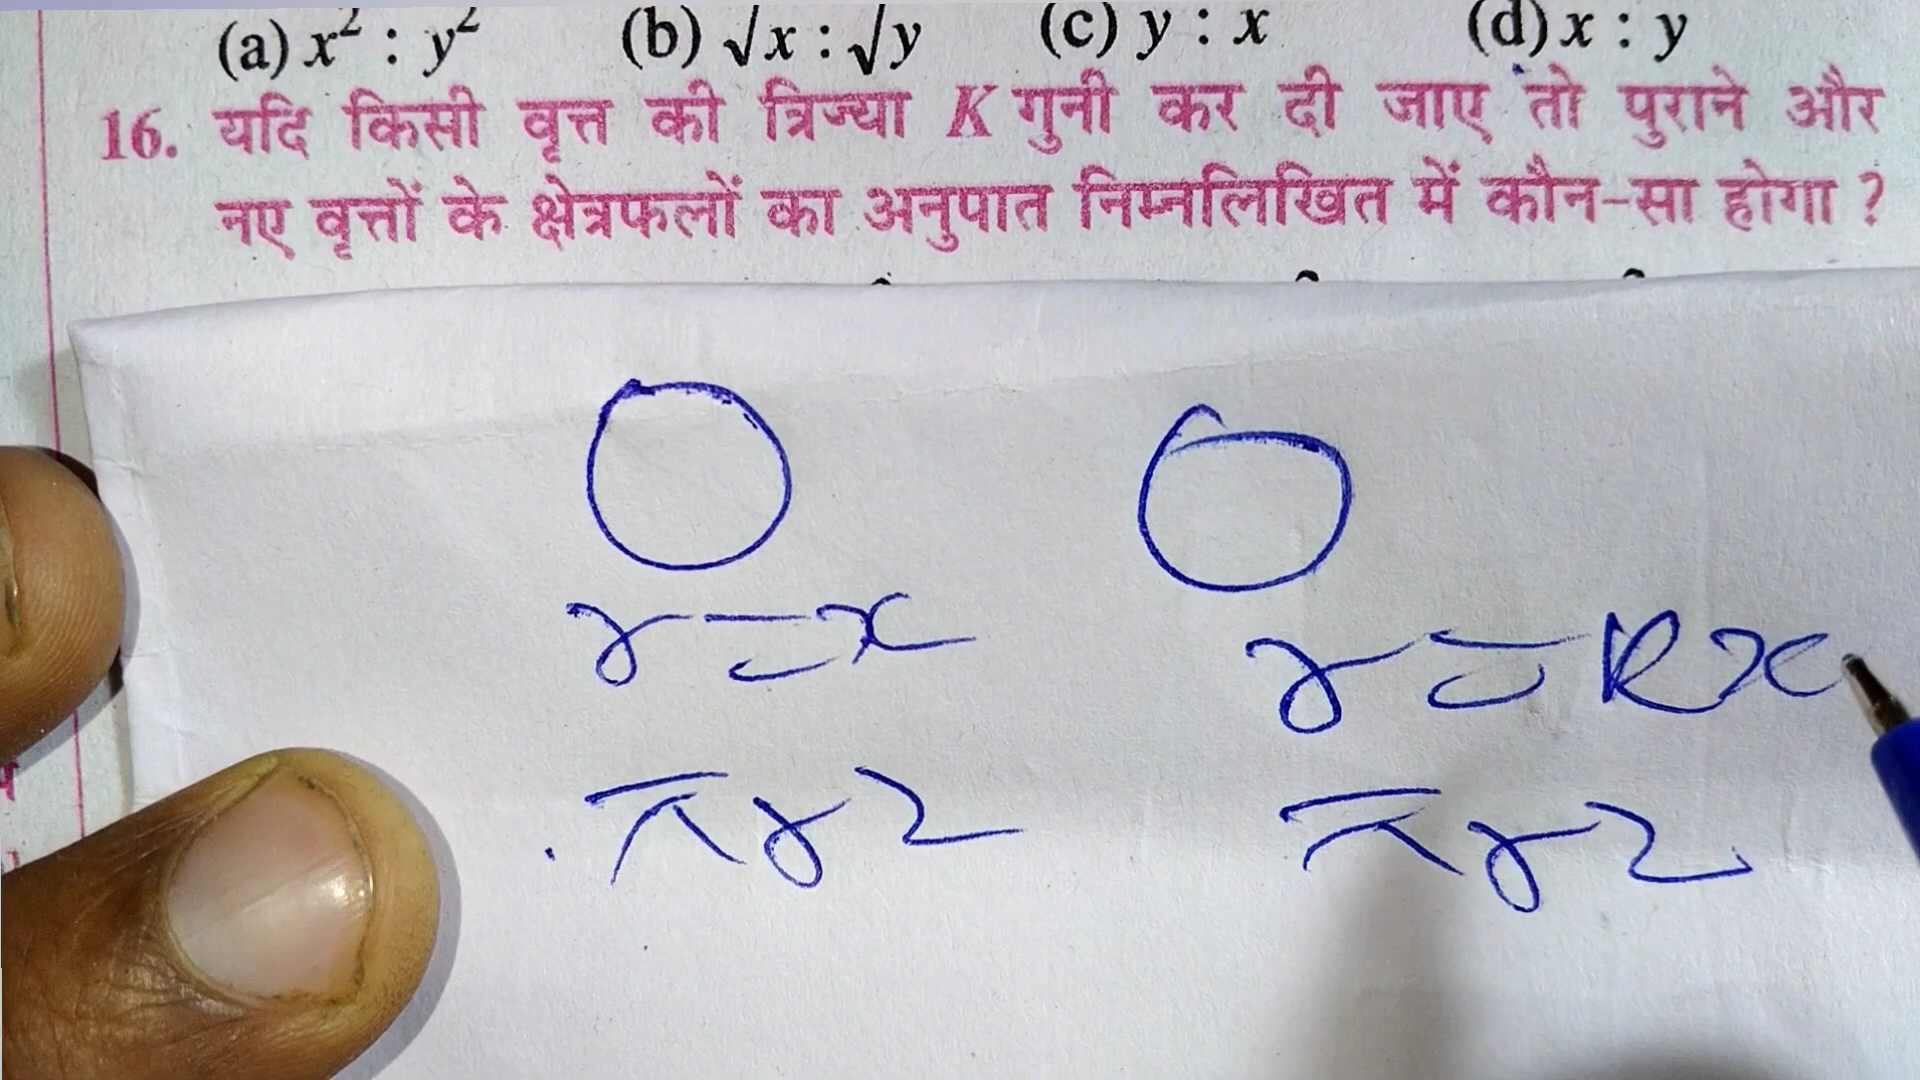 (a) x² : y² (b) √x : √y (c) y : x (d) x : y
16. यदि किसी वृत्त की त्रिज्या K गुनी कर दी जाए तो पुराने और
नए वृत्तों के क्षेत्रफलों का अनुपात निम्नलिखित में कौन-सा होगा ?
r = x r = Kx
πr2 πr2